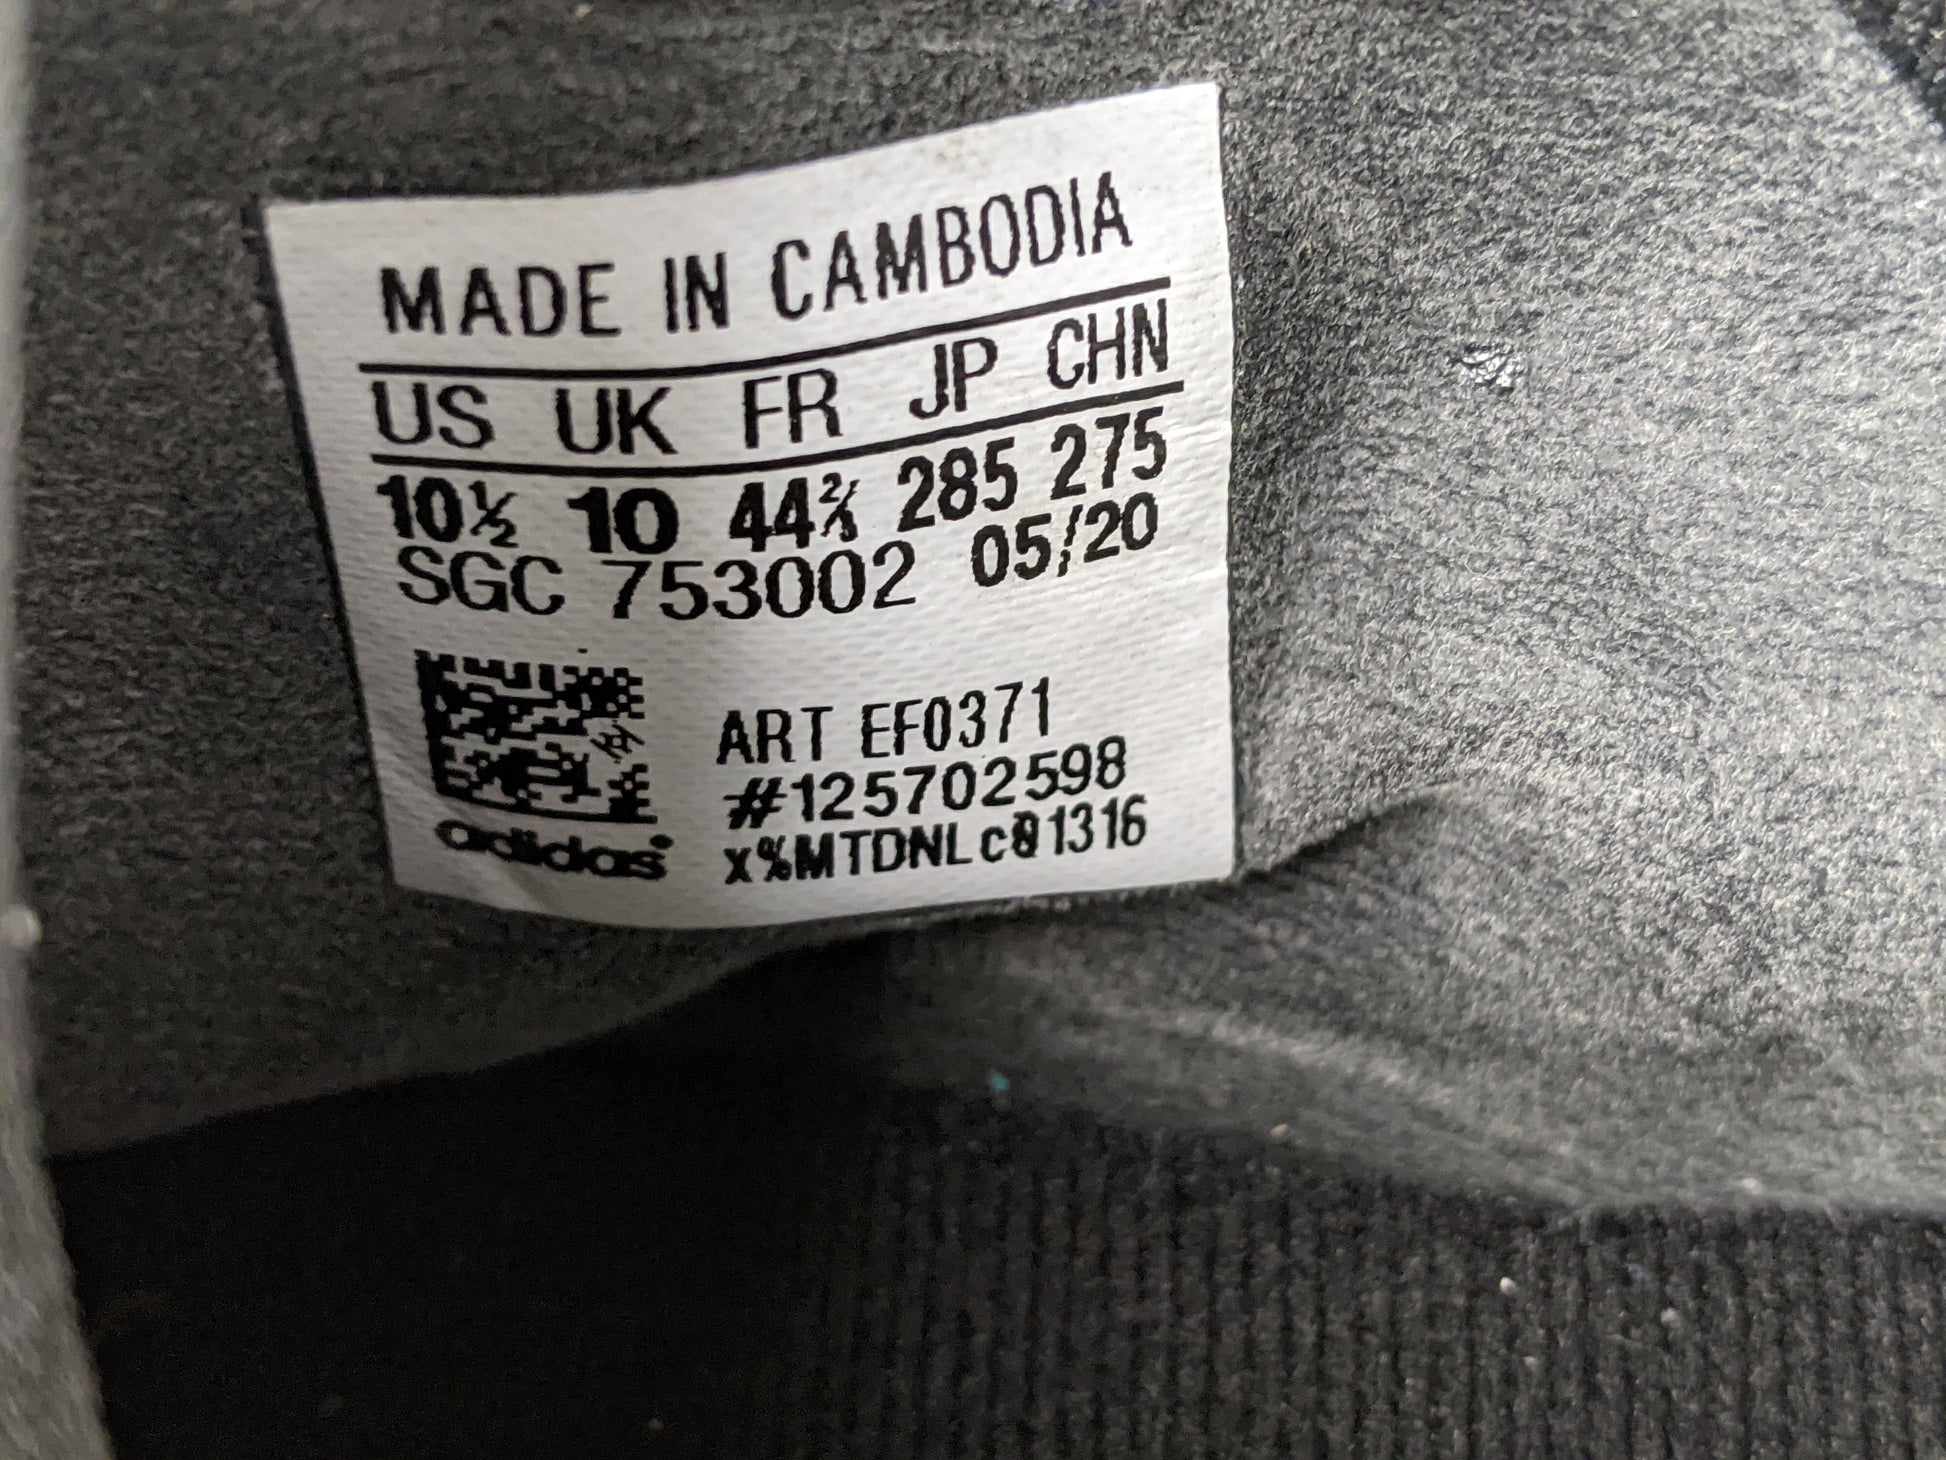 MADE IN CAMBODIA
US UK FR JP CHN
10½ 10 44⅔ 285 275
SGC 753002 05/20
ART EF0371
#125702598
adidas